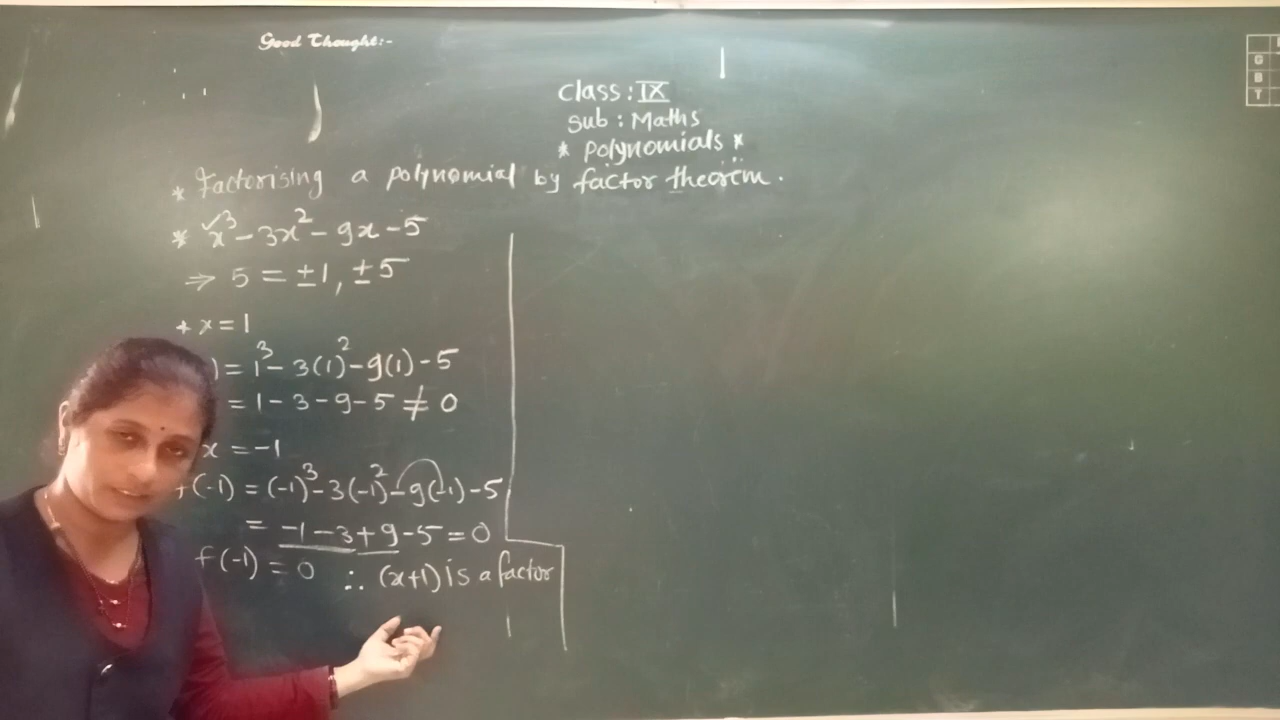 Good Thought:-
class: IX
sub: Maths
* polynomials *
* Factorising a polynomial by factor theorem.
* x³ - 3x² - 9x - 5
⇒ 5 = ±1, ±5
* x = 1
) = 1³ - 3(1)² - 9(1) - 5
= 1 - 3 - 9 - 5 ≠ 0
x = -1
f(-1) = (-1)³ - 3(-1)² - 9(-1) - 5
= -1 - 3 + 9 - 5 = 0
f(-1) = 0 ∴ (x+1) is a factor
G
B
T